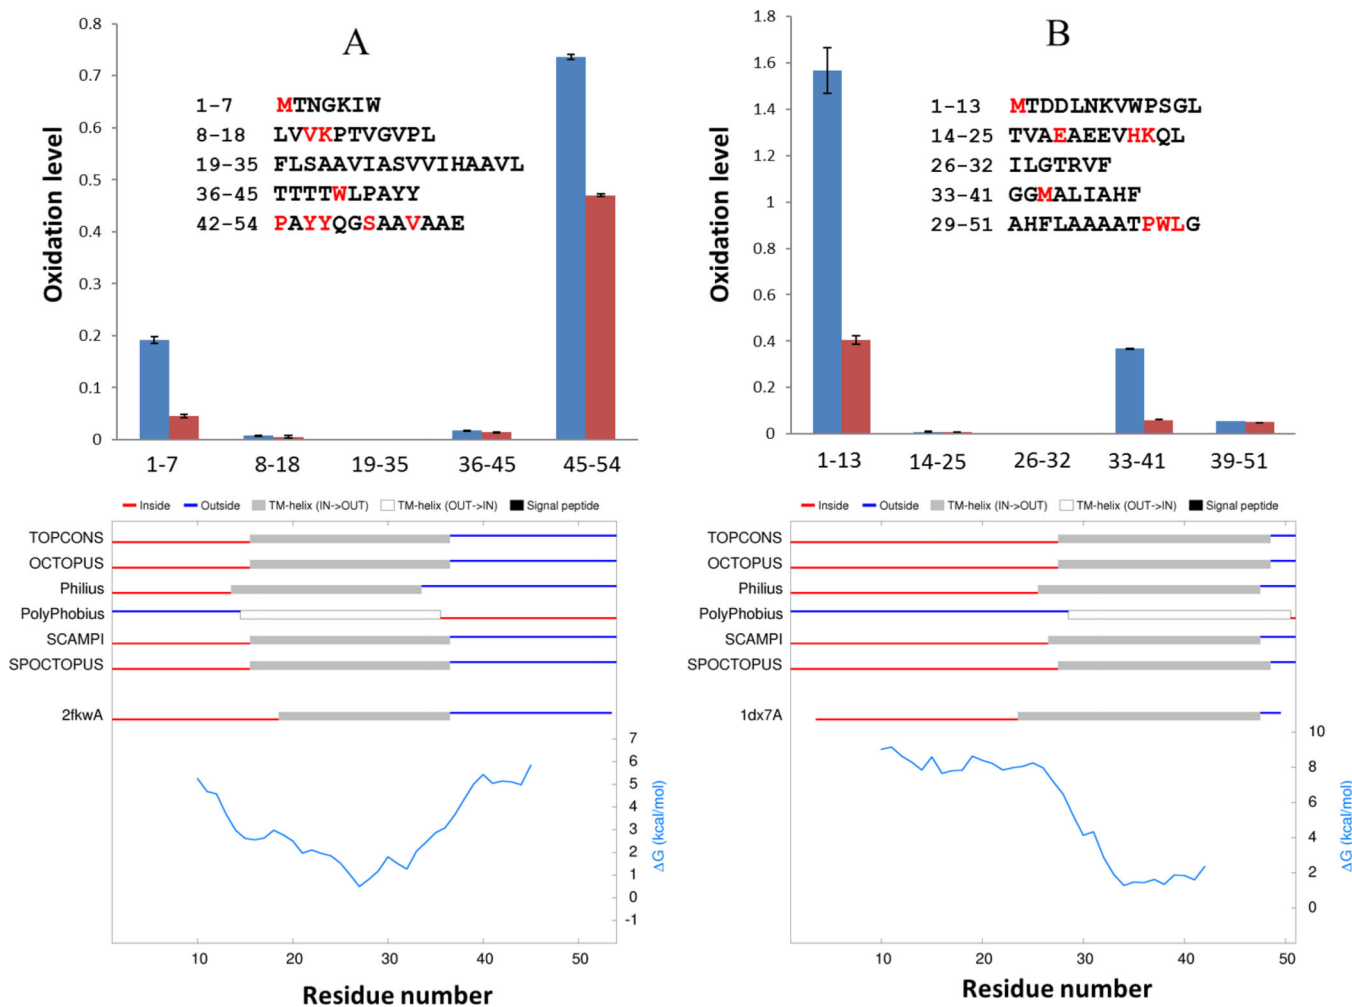 A
Oxidation level
0.8
0.7
0.6
0.5
0.4
0.3
0.2
0.1
0
1-7 MTNGKIW
8-18 LVVKPTVGVPL
19-35 FLSAAVIASVVIHAAVL
36-45 TTTTWLPAYY
42-54 PAYYQGSAAVAAE
1-7 8-18 19-35 36-45 45-54
B
Oxidation level
1.8
1.6
1.4
1.2
1
0.8
0.6
0.4
0.2
0
1-13 MTDDLNKVWPSGL
14-25 TVAEAEEVHKQL
26-32 ILGTRVF
33-41 GGMALIAHF
29-51 AHFLAAAATPWLG
1-13 14-25 26-32 33-41 39-51
Inside Outside TM-helix (IN->OUT) TM-helix (OUT->IN) Signal peptide
TOPCONS
OCTOPUS
Philius
PolyPhobius
SCAMPI
SPOCTOPUS
2fkwA
7
6
5
4
3
2
1
0
-1
ΔG (kcal/mol)
10 20 30 40 50
Residue number
Inside Outside TM-helix (IN->OUT) TM-helix (OUT->IN) Signal peptide
TOPCONS
OCTOPUS
Philius
PolyPhobius
SCAMPI
SPOCTOPUS
1dx7A
10
8
6
4
2
0
ΔG (kcal/mol)
10 20 30 40 50
Residue number